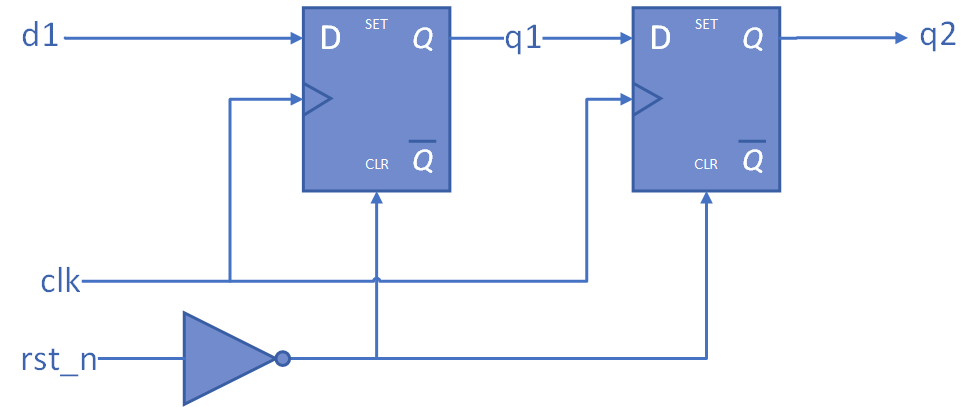 SET SET
d1 D Q q1 D Q q2
CLR Q CLR Q
clk
rst_n